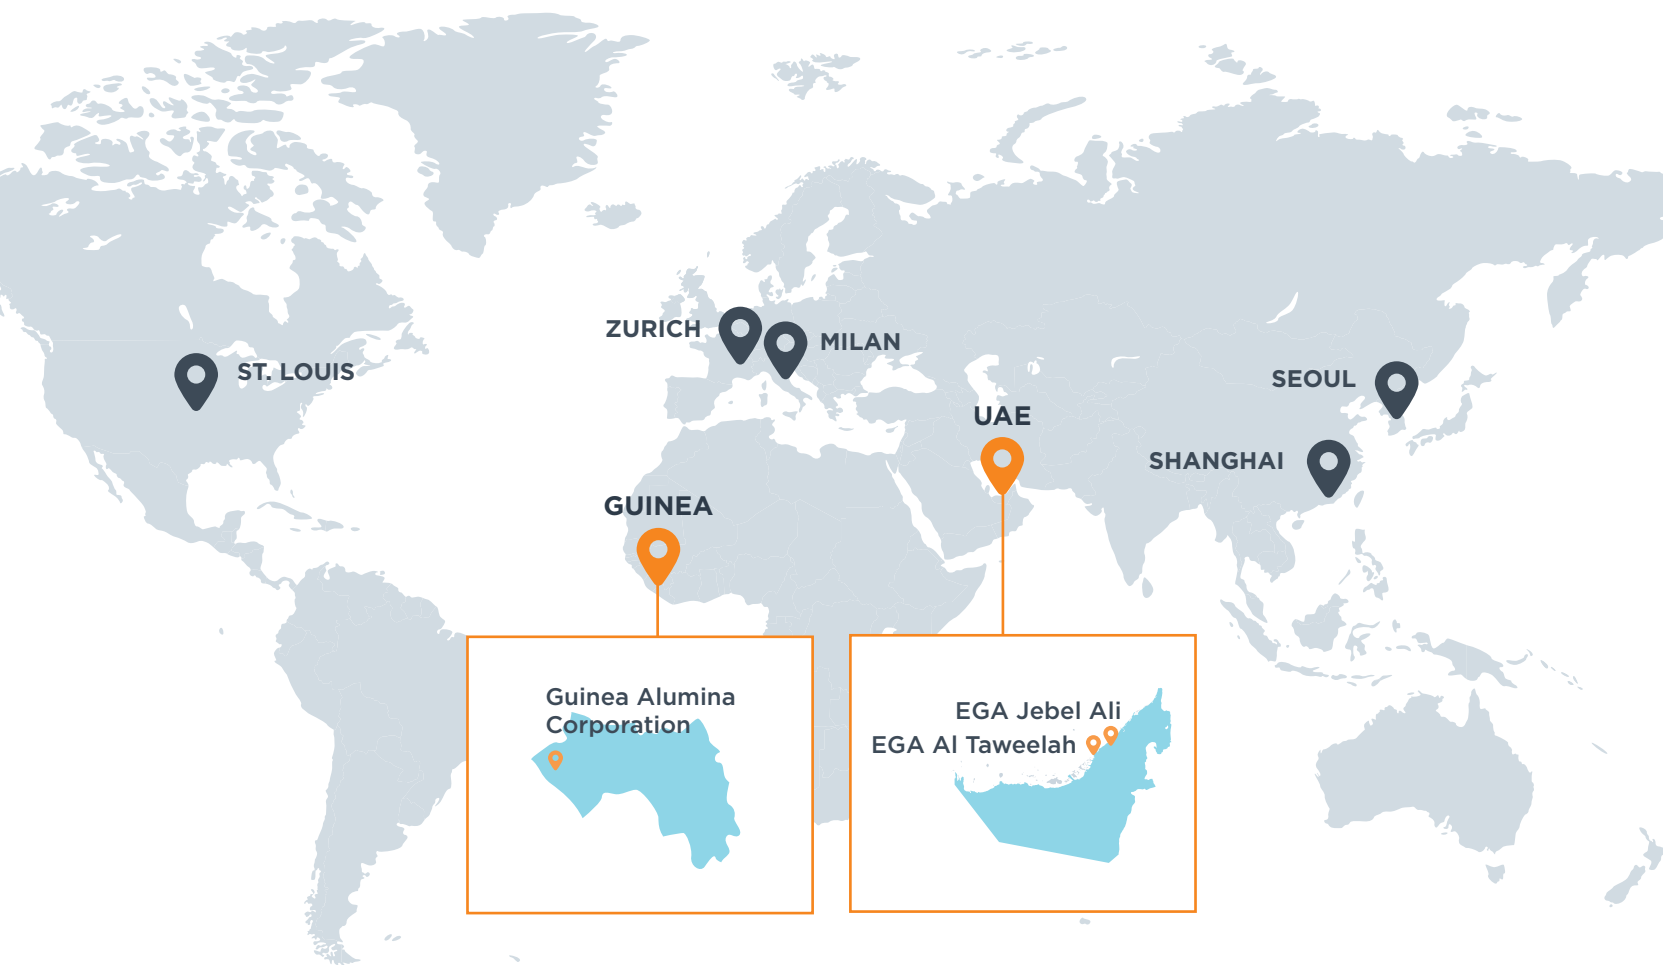 ZURICH
MILAN
ST. LOUIS
SEOUL
UAE
SHANGHAI
GUINEA
Guinea Alumina
Corporation
EGA Jebel Ali
EGA Al Taweelah